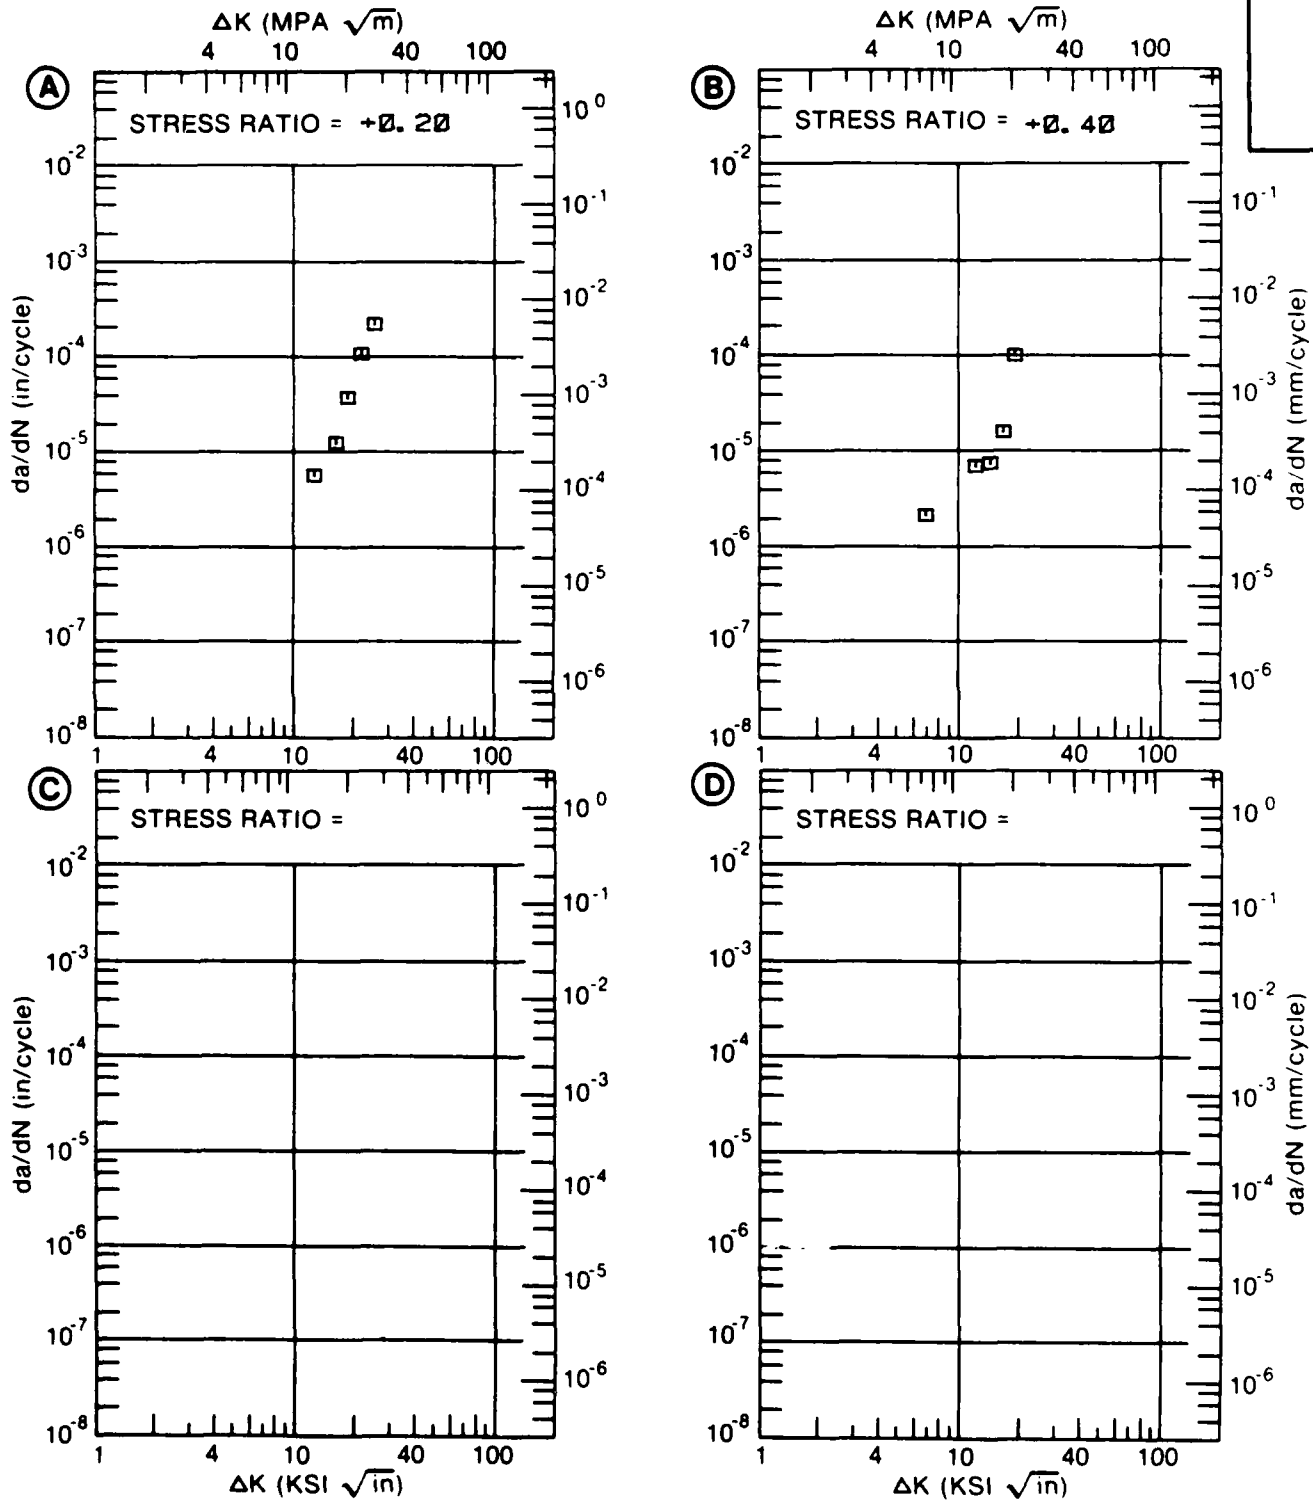 ΔK (MPA √m) ΔK (MPA √m)
4 10 40 100 4 10 40 100
A B
STRESS RATIO = +0.20 STRESS RATIO = +0.40
10^0
10^-2 10^-1 10^-2 10^-1
10^-3 10^-2 10^-3 10^-2
10^-4 10^-3 10^-4 10^-3
10^-5 10^-4 10^-5 10^-4
10^-6 10^-5 10^-6 10^-5
10^-7 10^-6 10^-7 10^-6
10^-8 10^-8
da/dN (in/cycle) da/dN (mm/cycle)
1 4 10 40 100 1 4 10 40 100
C D
STRESS RATIO = STRESS RATIO =
10^0 10^0
10^-2 10^-1 10^-2 10^-1
10^-3 10^-2 10^-3 10^-2
10^-4 10^-3 10^-4 10^-3
10^-5 10^-4 10^-5 10^-4
10^-6 10^-5 10^-6 10^-5
10^-7 10^-6 10^-7 10^-6
10^-8 10^-8
da/dN (in/cycle) da/dN (mm/cycle)
1 4 10 40 100 1 4 10 40 100
ΔK (KSI √in) ΔK (KSI √in)